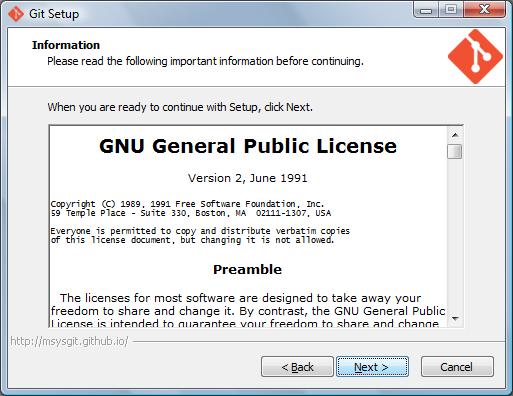 Git Setup
Information
Please read the following important information before continuing.
When you are ready to continue with Setup, click Next.
GNU General Public License
Version 2, June 1991
Copyright (C) 1989, 1991 Free Software Foundation, Inc.
59 Temple Place - Suite 330, Boston, MA  02111-1307, USA
Everyone is permitted to copy and distribute verbatim copies
of this license document, but changing it is not allowed.
Preamble
The licenses for most software are designed to take away your
freedom to share and change it. By contrast, the GNU General Public
License is intended to guarantee your freedom to share and change
http://msysgit.github.io/
< Back
Next >
Cancel